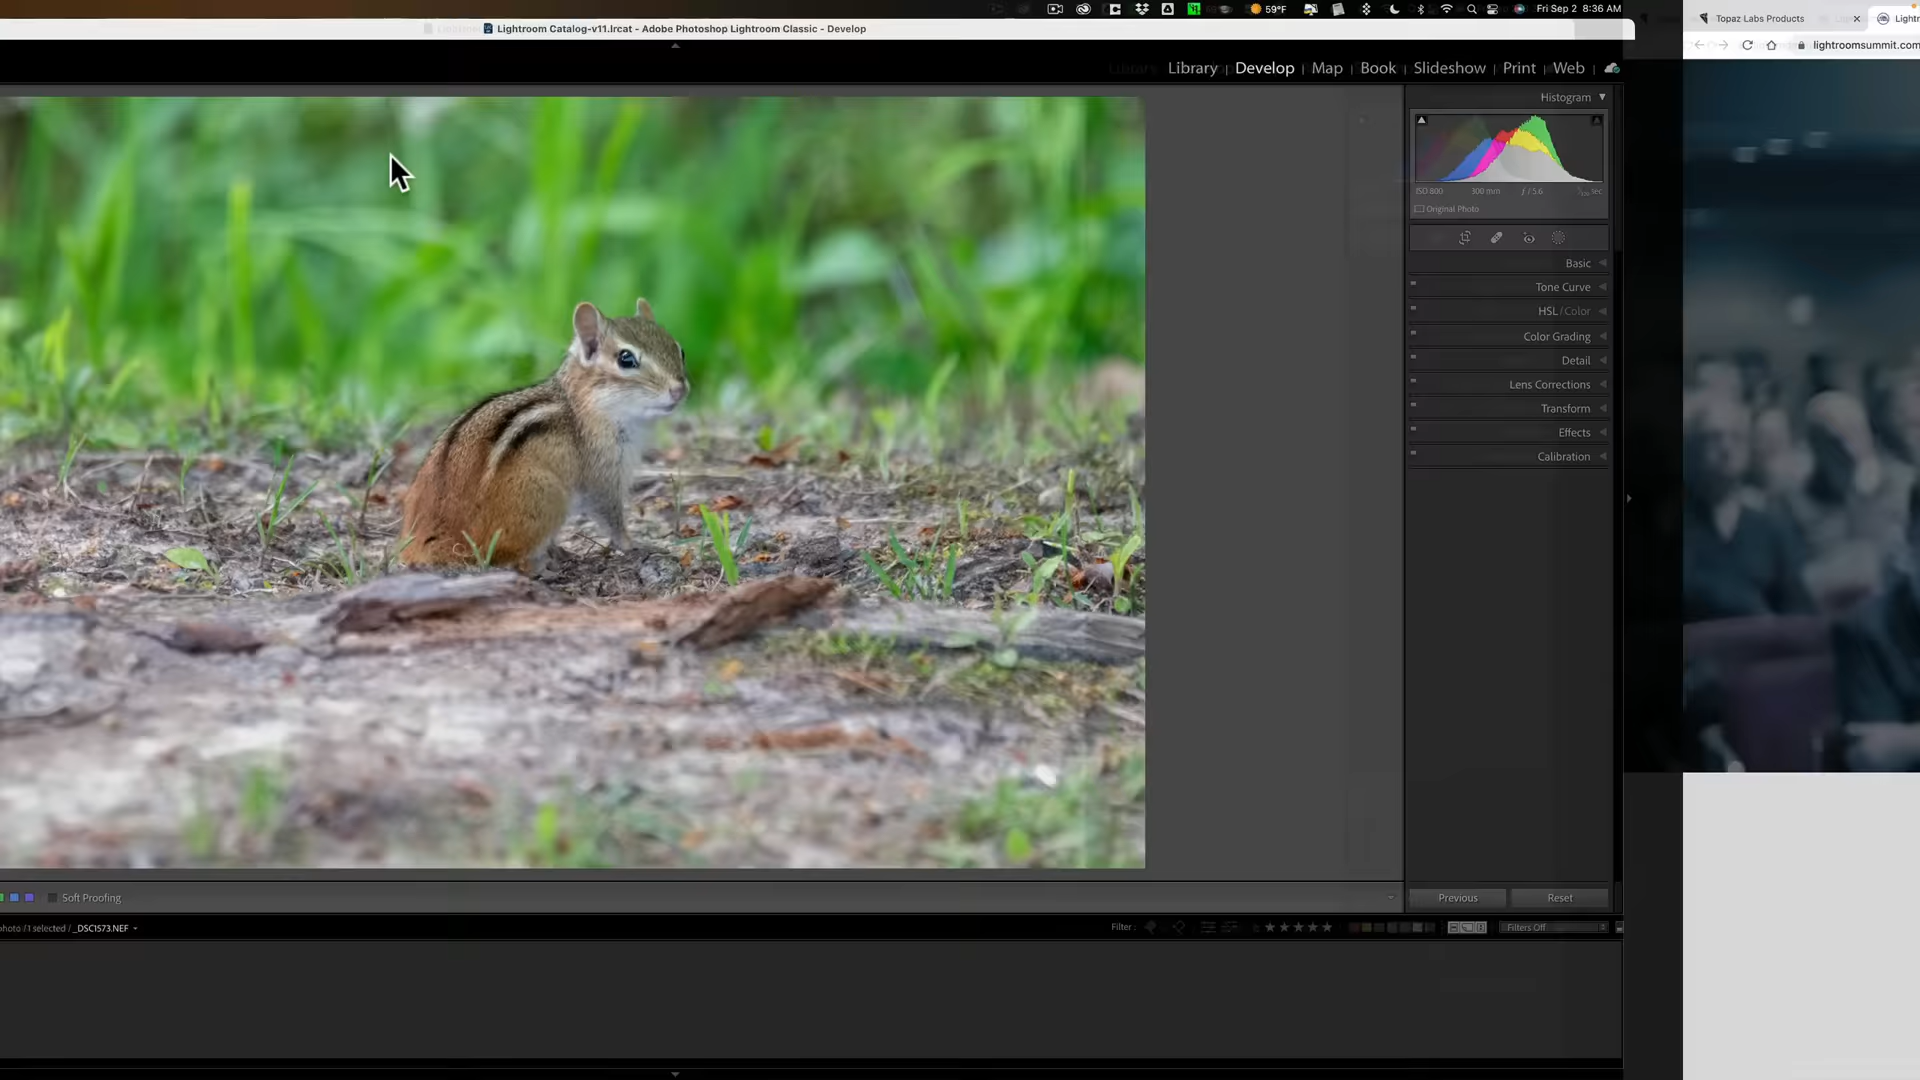 59°F Fri Sep 2 8:36 AM
Topaz Labs Products
Lightr
Lightroom Catalog-v11.lrcat - Adobe Photoshop Lightroom Classic - Develop
lightroomsummit.com
Library | Develop | Map | Book | Slideshow | Print | Web
Histogram
ISO 800 300 mm ƒ / 5.6 sec
Original Photo
Basic
Tone Curve
HSL / Color
Color Grading
Detail
Lens Corrections
Transform
Effects
Calibration
Soft Proofing
Previous Reset
photo / 1 selected / _DSC1573.NEF
Filter : Filters Off